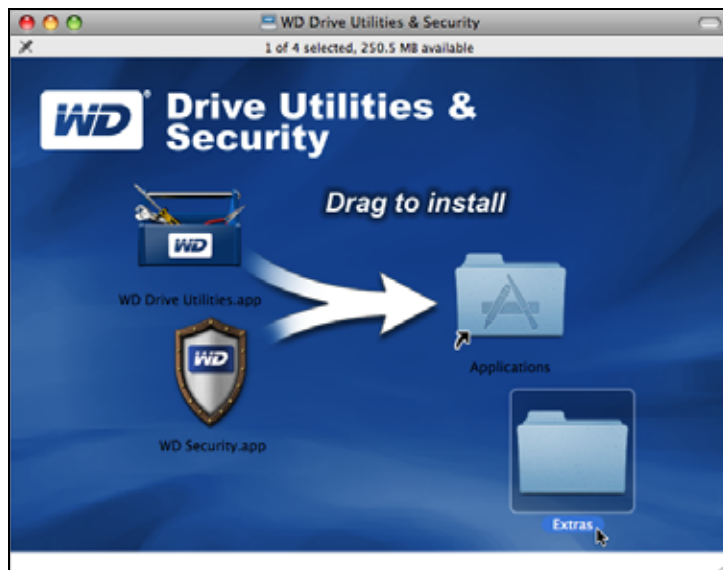 WD Drive Utilities & Security
1 of 4 selected, 250.5 MB available
WD
Drive Utilities &
Security
Drag to install
WD
WD Drive Utilities.app
Applications
WD
WD Security.app
Extras